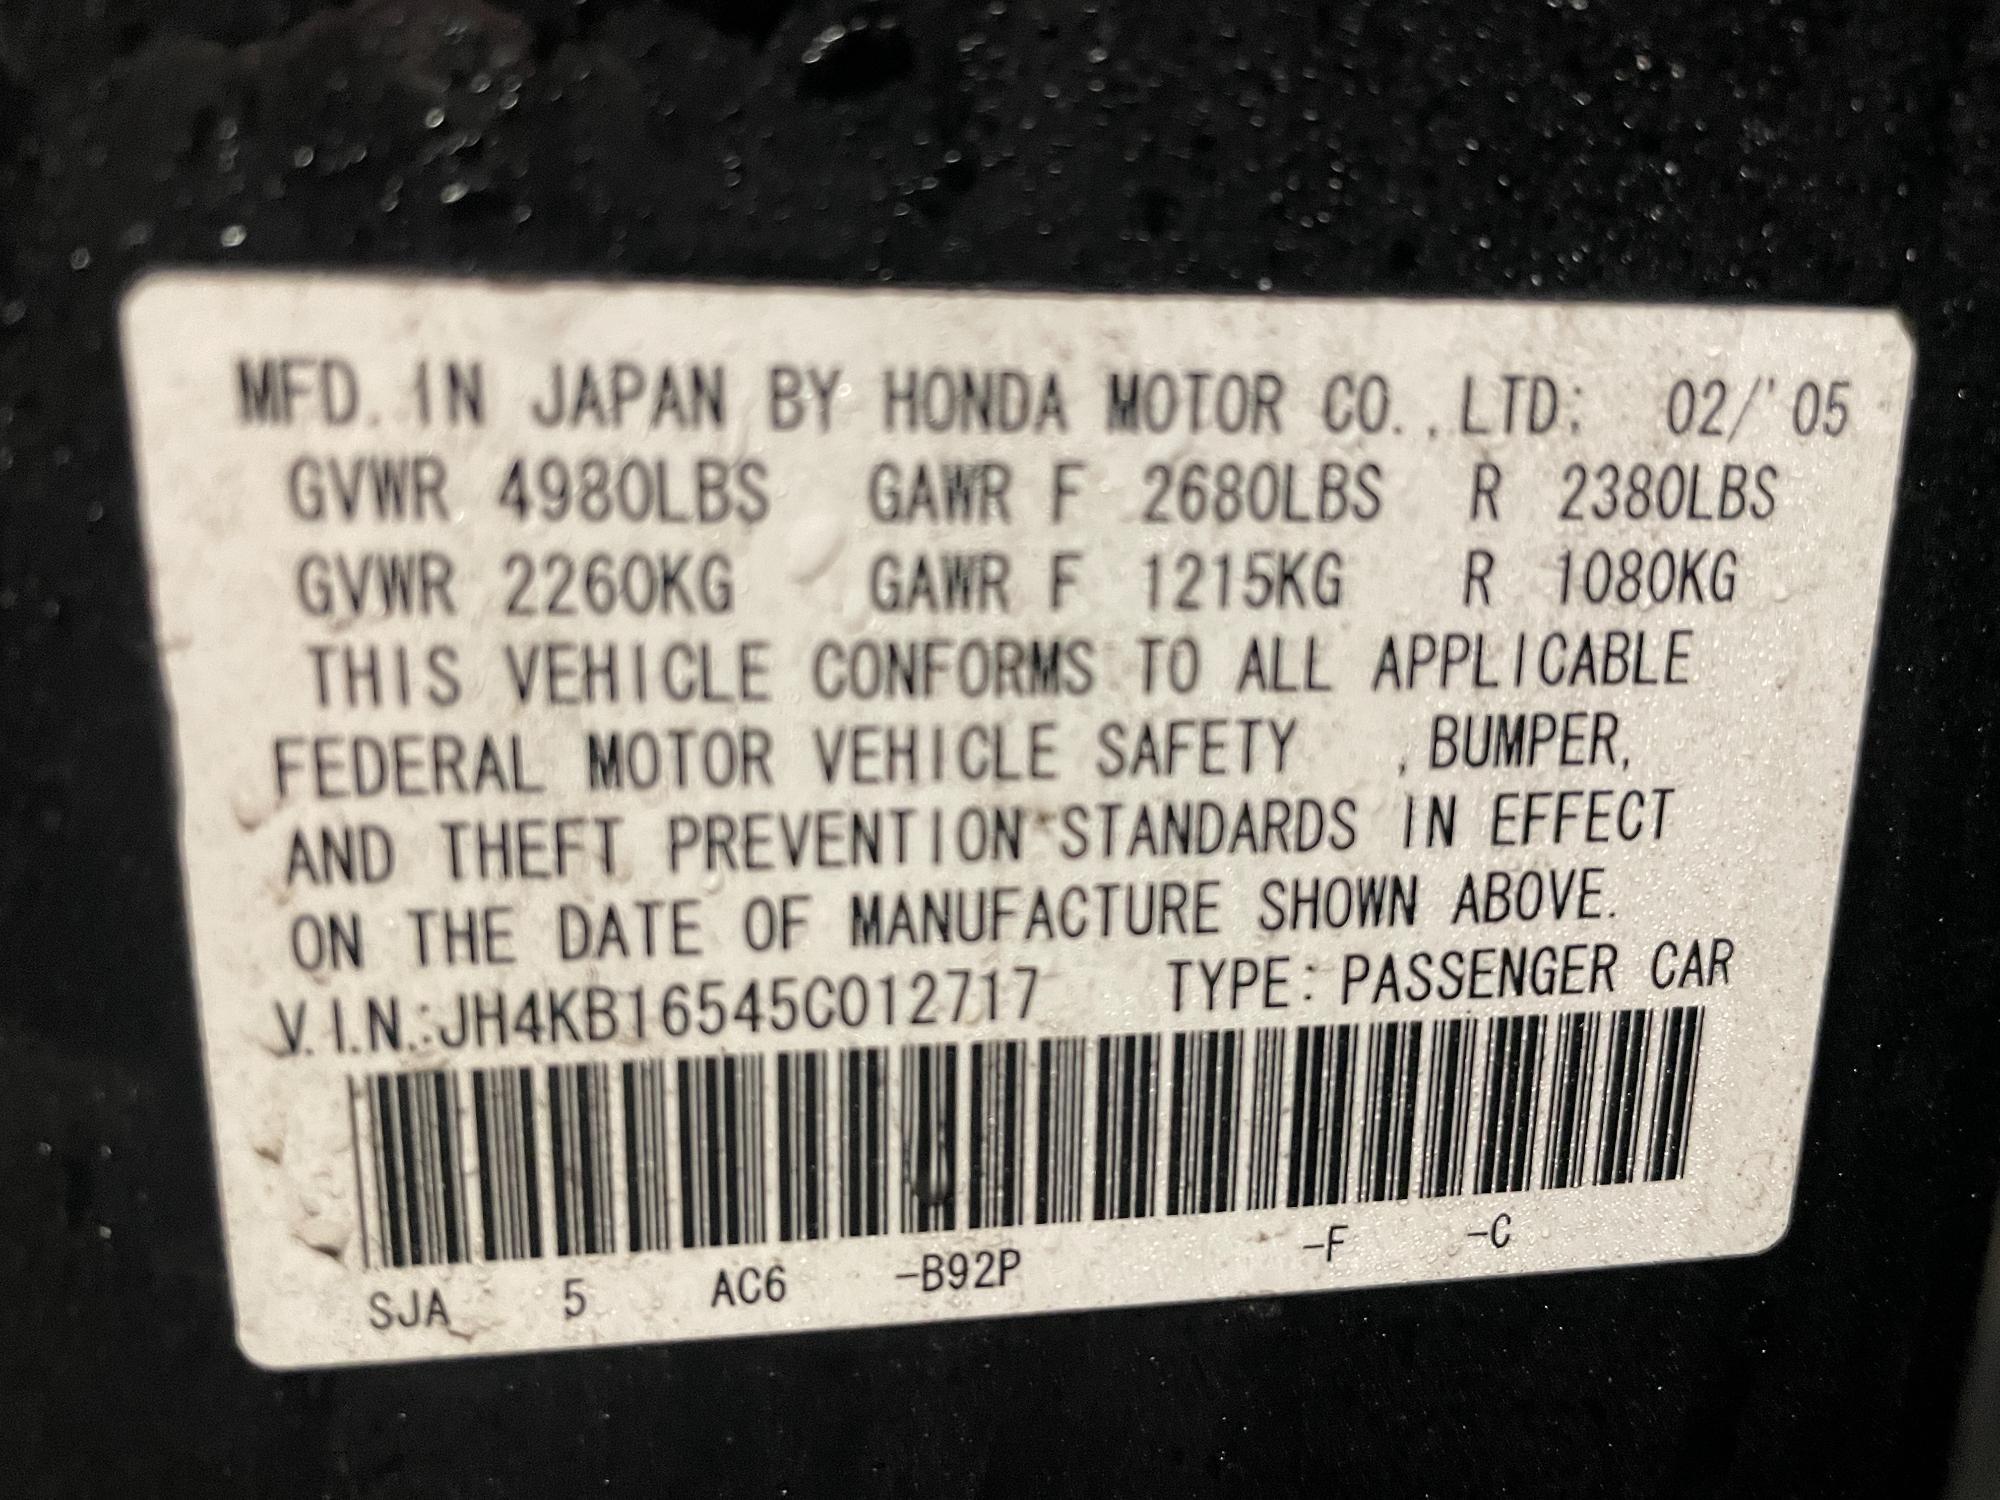 MFD. IN JAPAN BY HONDA MOTOR CO.,LTD: 02/'05
GVWR 4980LBS GAWR F 2680LBS R 2380LBS
GVWR 2260KG GAWR F 1215KG R 1080KG
THIS VEHICLE CONFORMS TO ALL APPLICABLE
FEDERAL MOTOR VEHICLE SAFETY , BUMPER,
AND THEFT PREVENTION STANDARDS IN EFFECT
ON THE DATE OF MANUFACTURE SHOWN ABOVE.
V.I.N.:JH4KB16545C012717 TYPE: PASSENGER CAR
SJA 5 AC6 -B92P -F -C